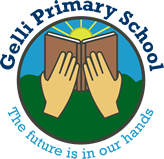 Gelli Primary School
The future is in our hands